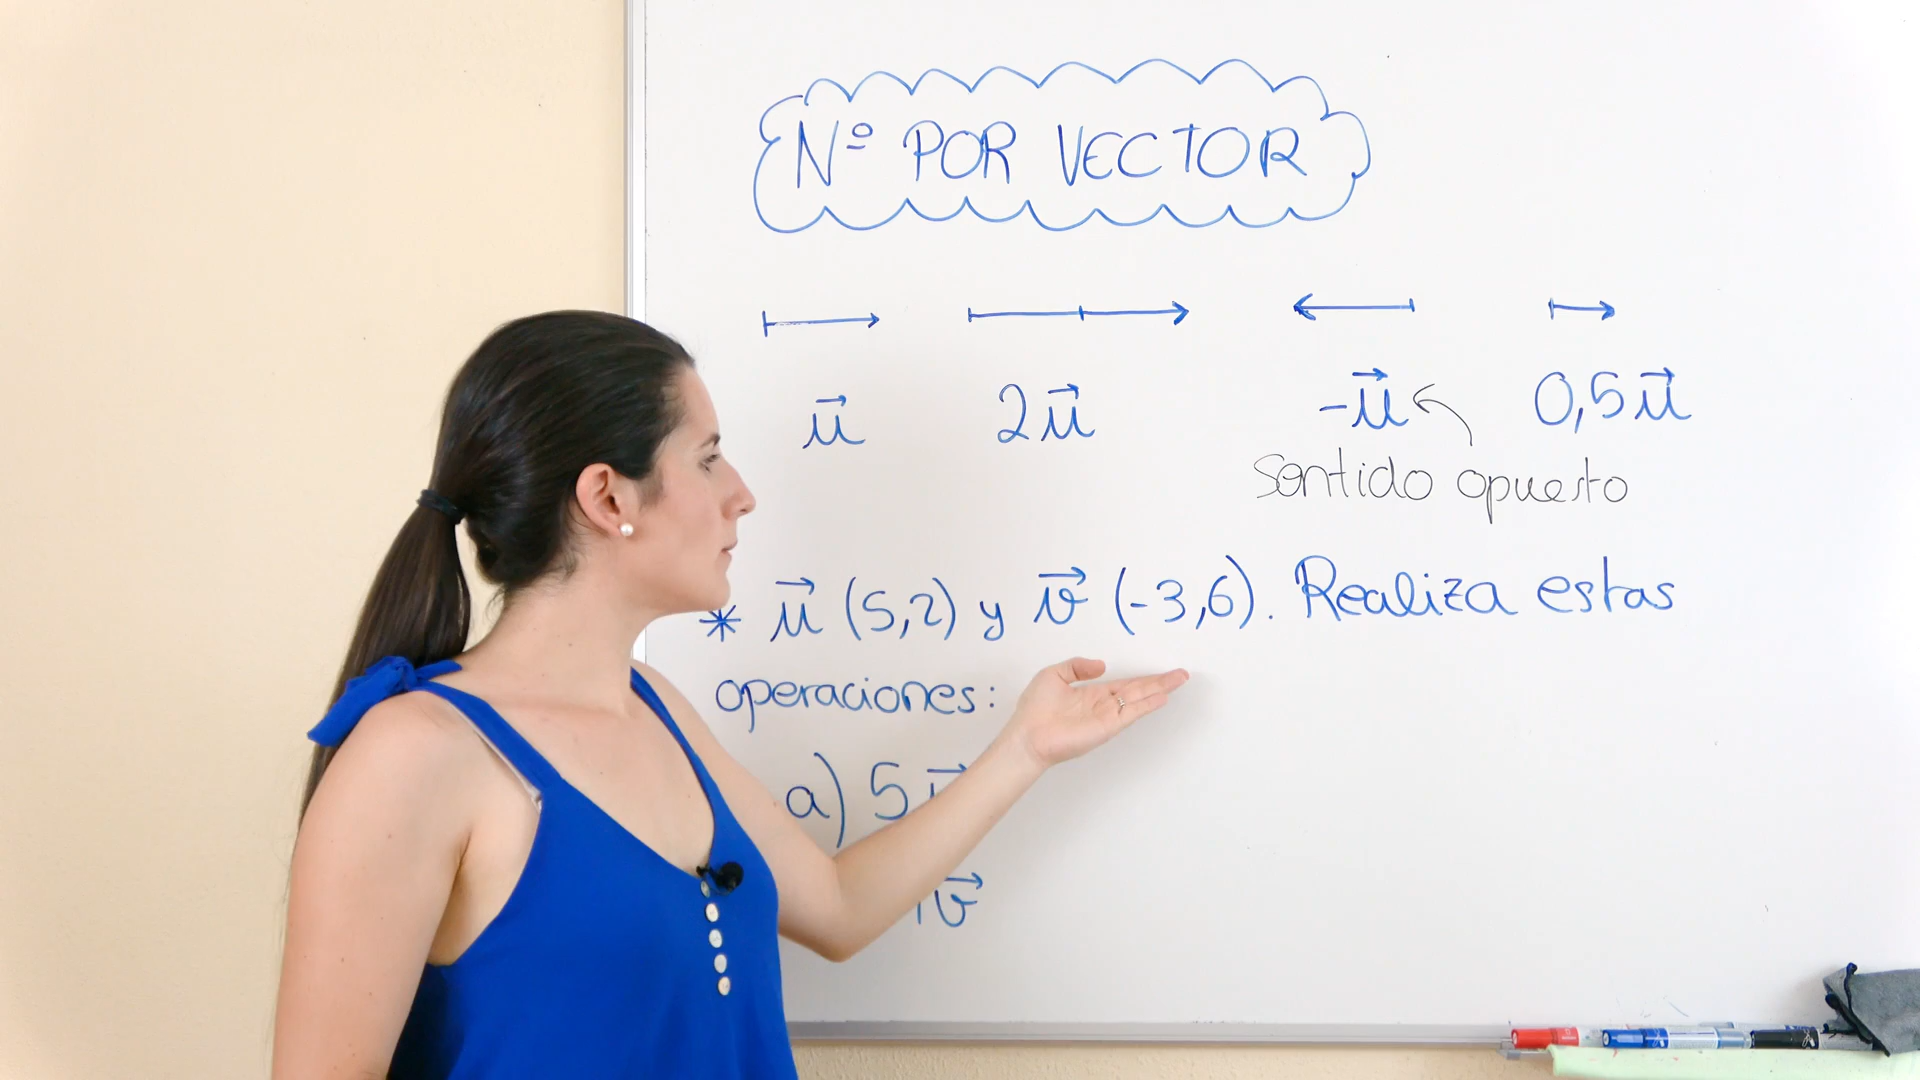 Nº POR VECTOR
u⃗ 2u⃗ -u⃗ 0,5u⃗
Sentido opuesto
* u⃗ (5,2) y v⃗ (-3,6). Realiza estas
operaciones:
a) 5
v⃗